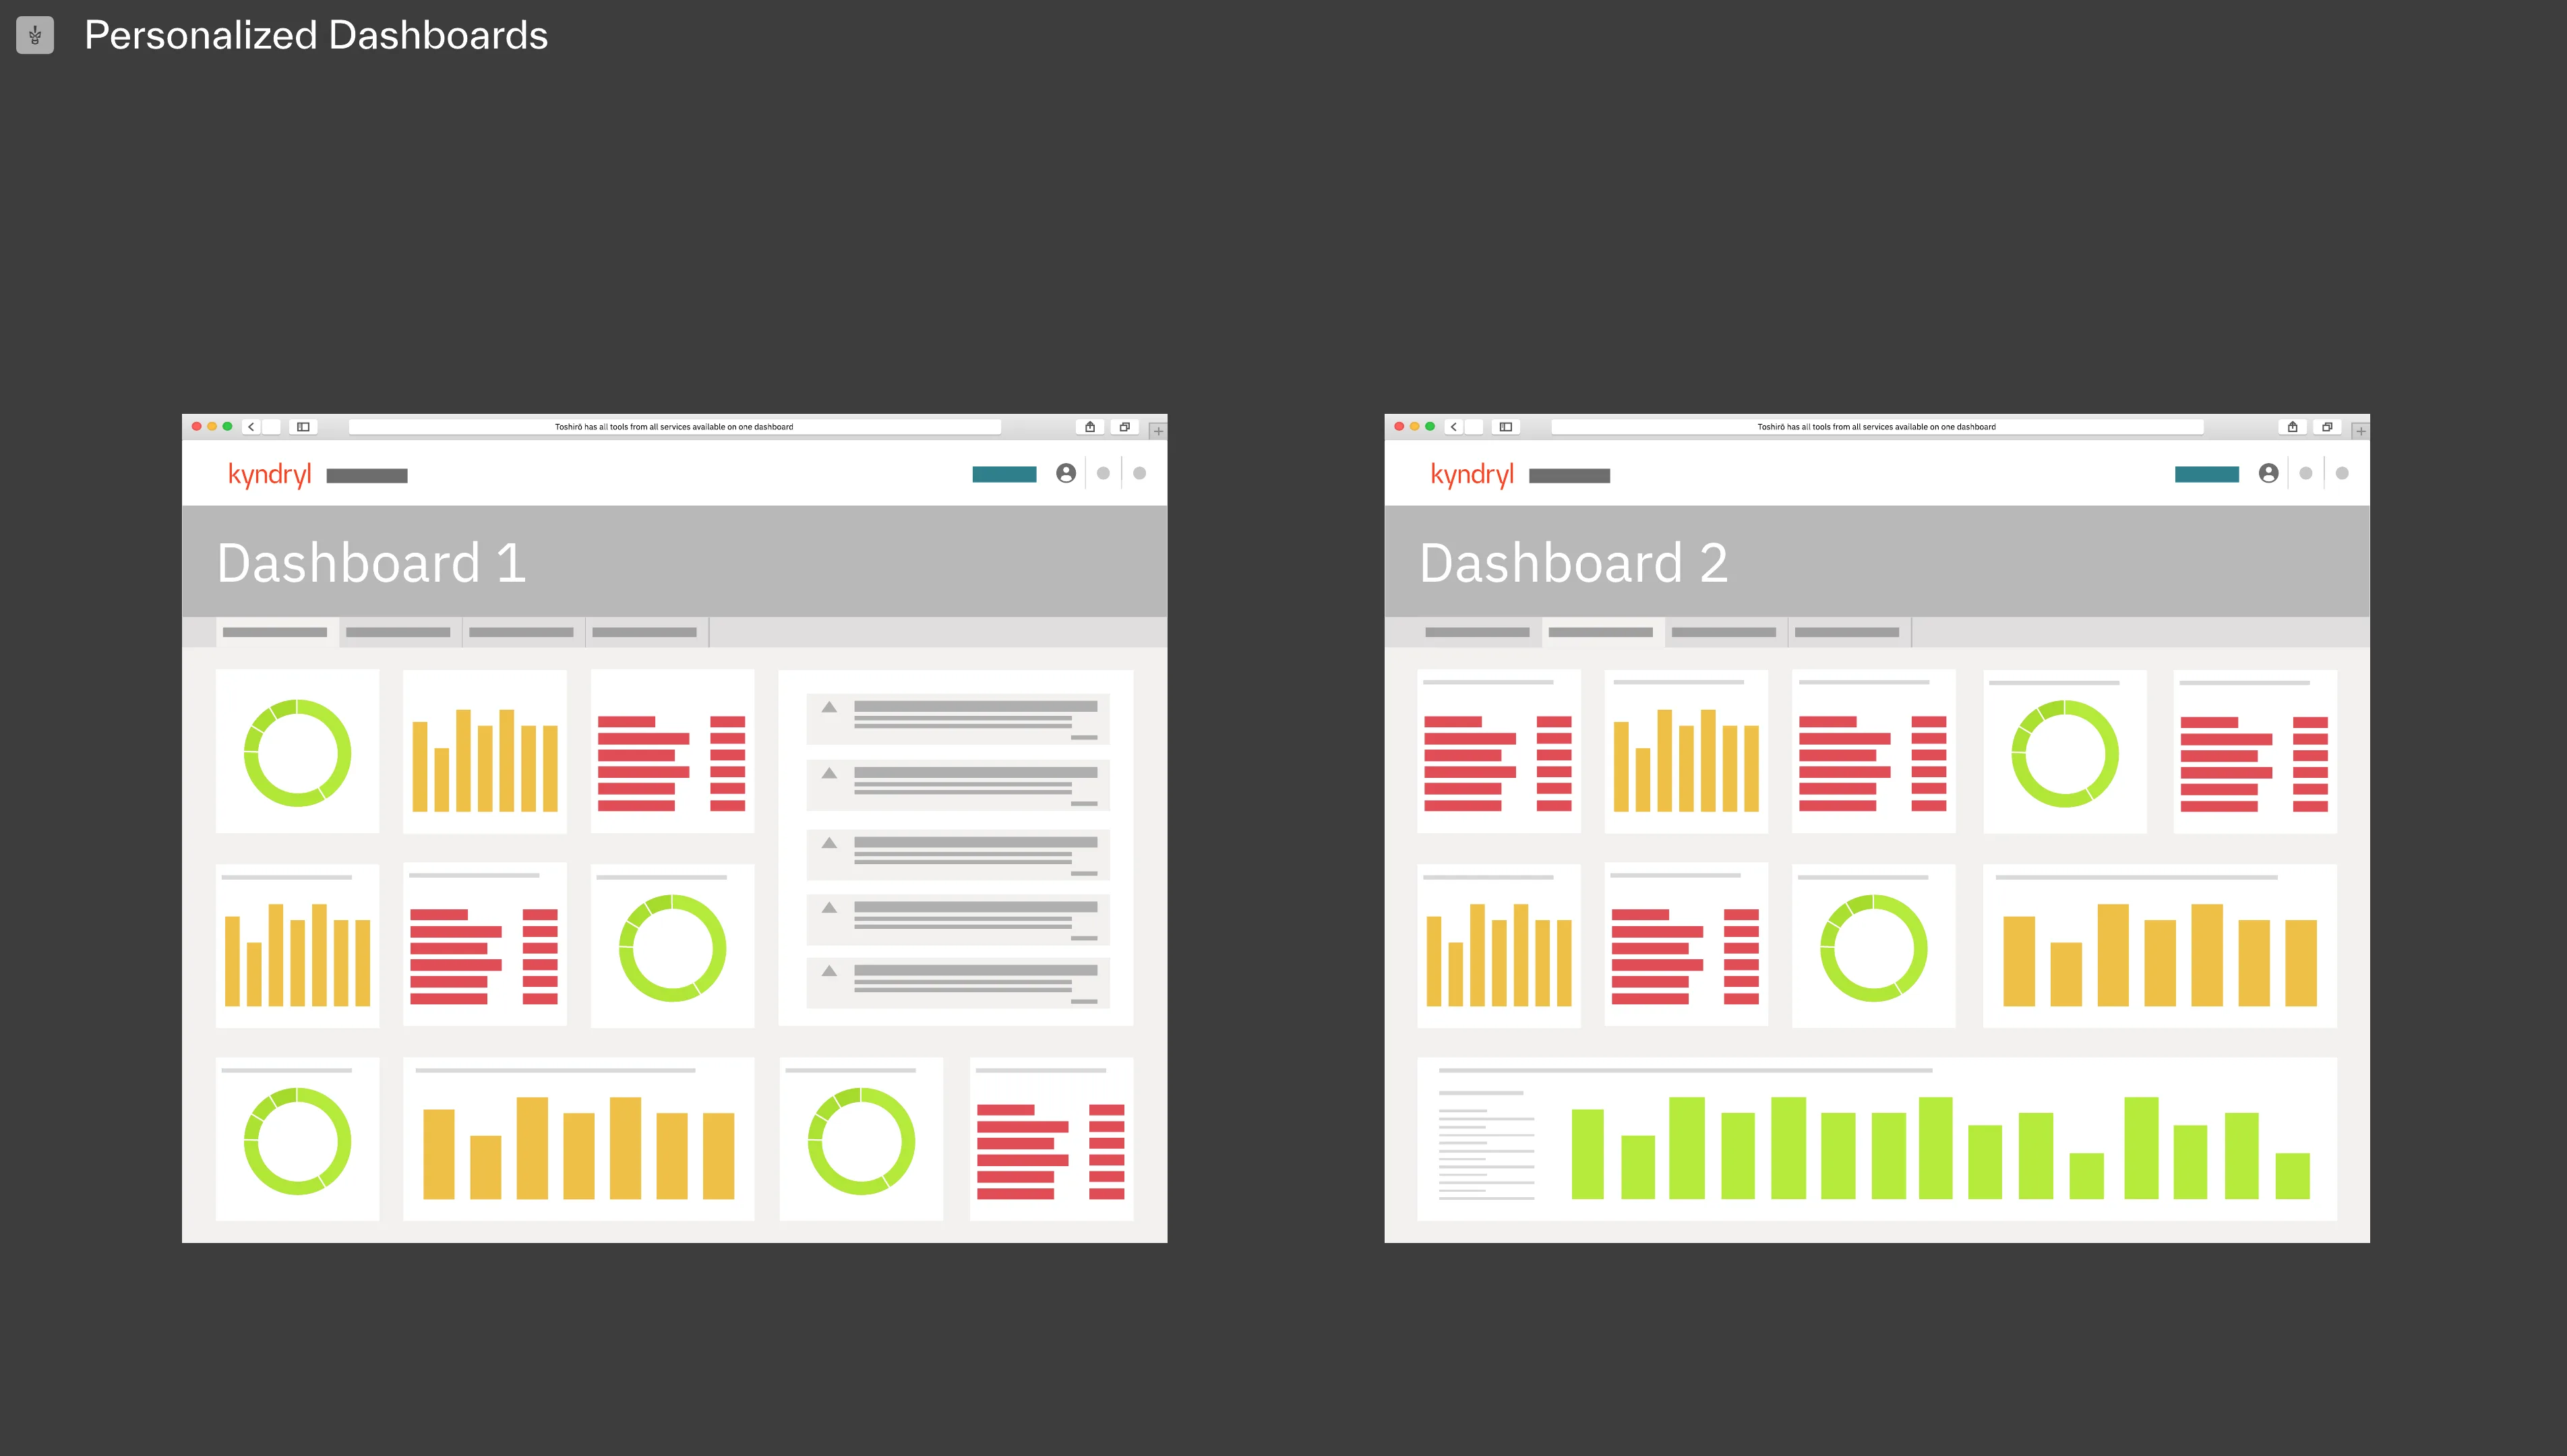 Personalized Dashboards
Toshirō has all tools from all services available on one dashboard
kyndryl
Dashboard 1
Toshirō has all tools from all services available on one dashboard
kyndryl
Dashboard 2